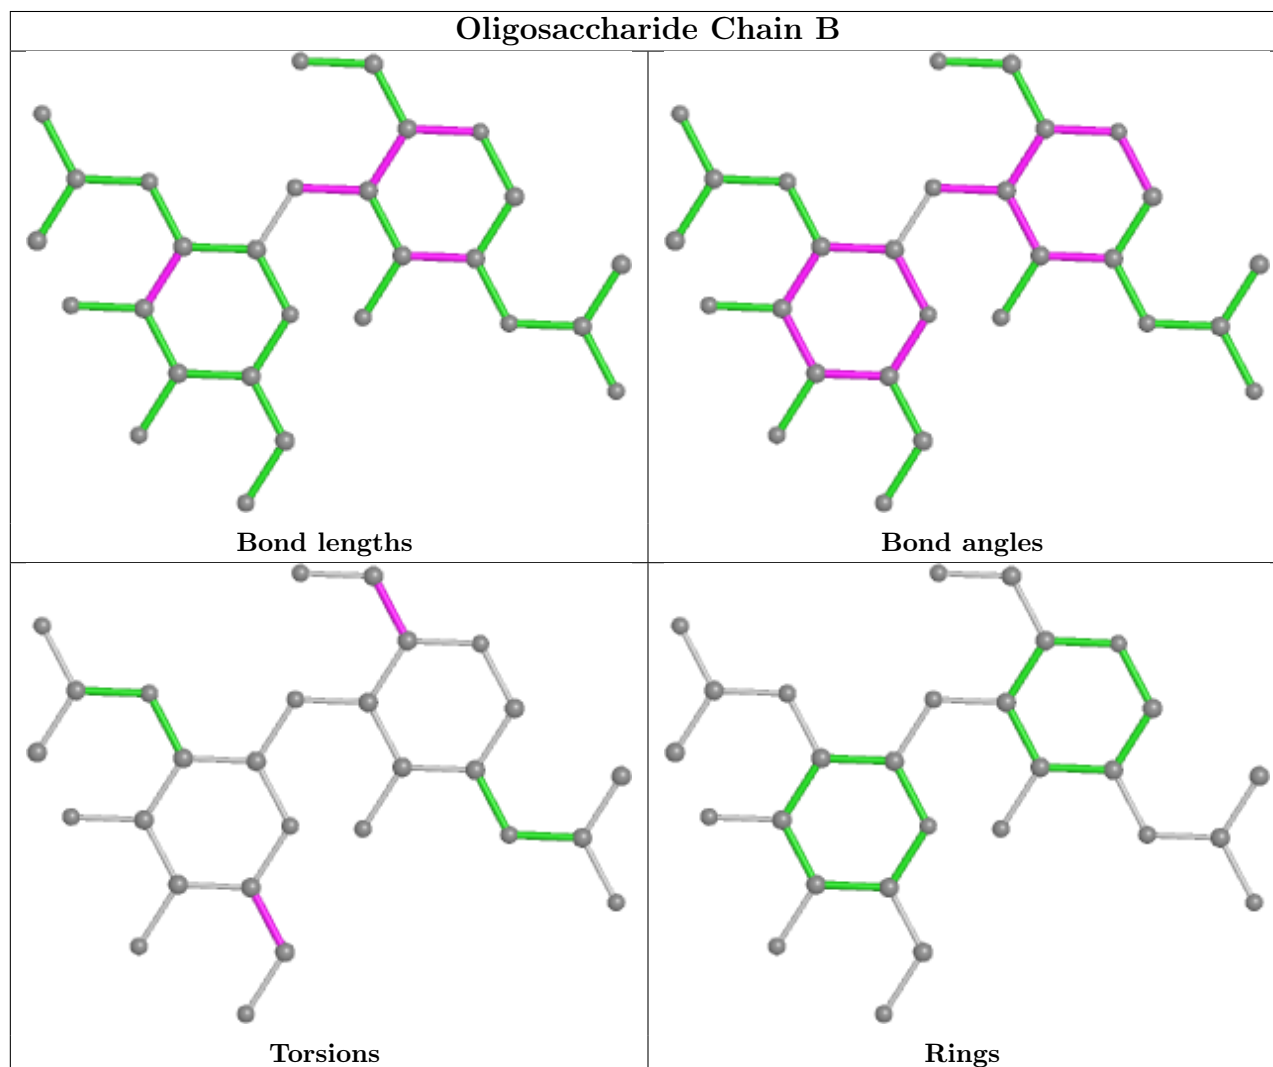 Oligosaccharide Chain B
Bond lengths
Bond angles
Torsions
Rings